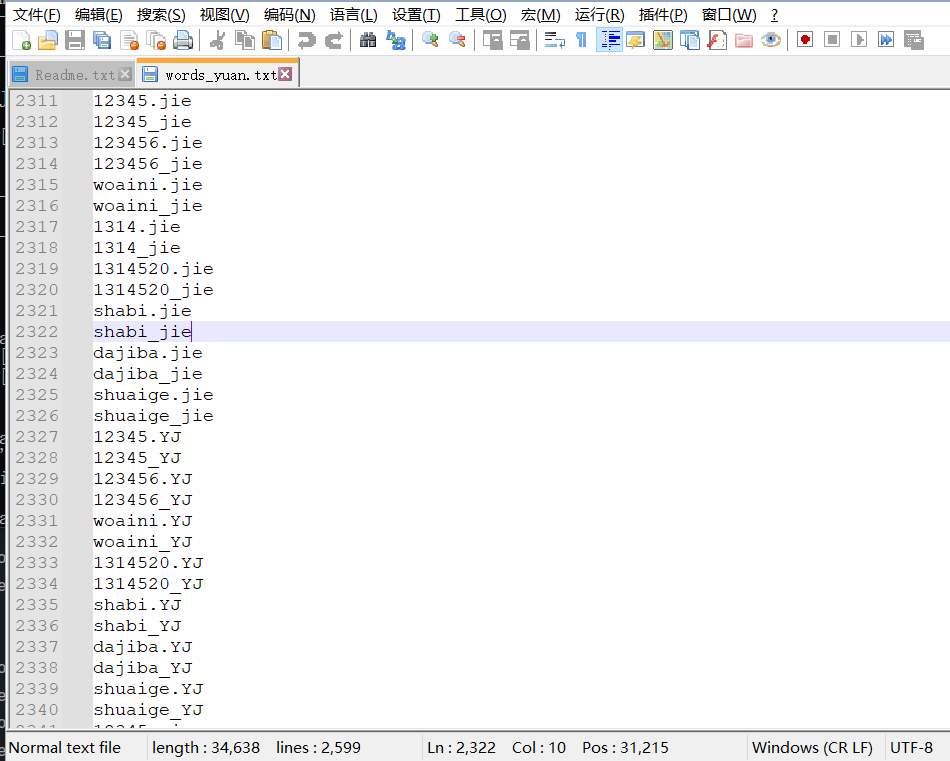 文件(F) 编辑(E) 搜索(S) 视图(V) 编码(N) 语言(L) 设置(T) 工具(O) 宏(M) 运行(R) 插件(P) 窗口(W) ?
Readme.txt words_yuan.txt
2311 12345.jie
2312 12345_jie
2313 123456.jie
2314 123456_jie
2315 woaini.jie
2316 woaini_jie
2317 1314.jie
2318 1314_jie
2319 1314520.jie
2320 1314520_jie
2321 shabi.jie
2322 shabi_jie
2323 dajiba.jie
2324 dajiba_jie
2325 shuaige.jie
2326 shuaige_jie
2327 12345.YJ
2328 12345_YJ
2329 123456.YJ
2330 123456_YJ
2331 woaini.YJ
2332 woaini_YJ
2333 1314520.YJ
2334 1314520_YJ
2335 shabi.YJ
2336 shabi_YJ
2337 dajiba.YJ
2338 dajiba_YJ
2339 shuaige.YJ
2340 shuaige_YJ
Normal text file length : 34,638 lines : 2,599 Ln : 2,322 Col : 10 Pos : 31,215 Windows (CR LF) UTF-8